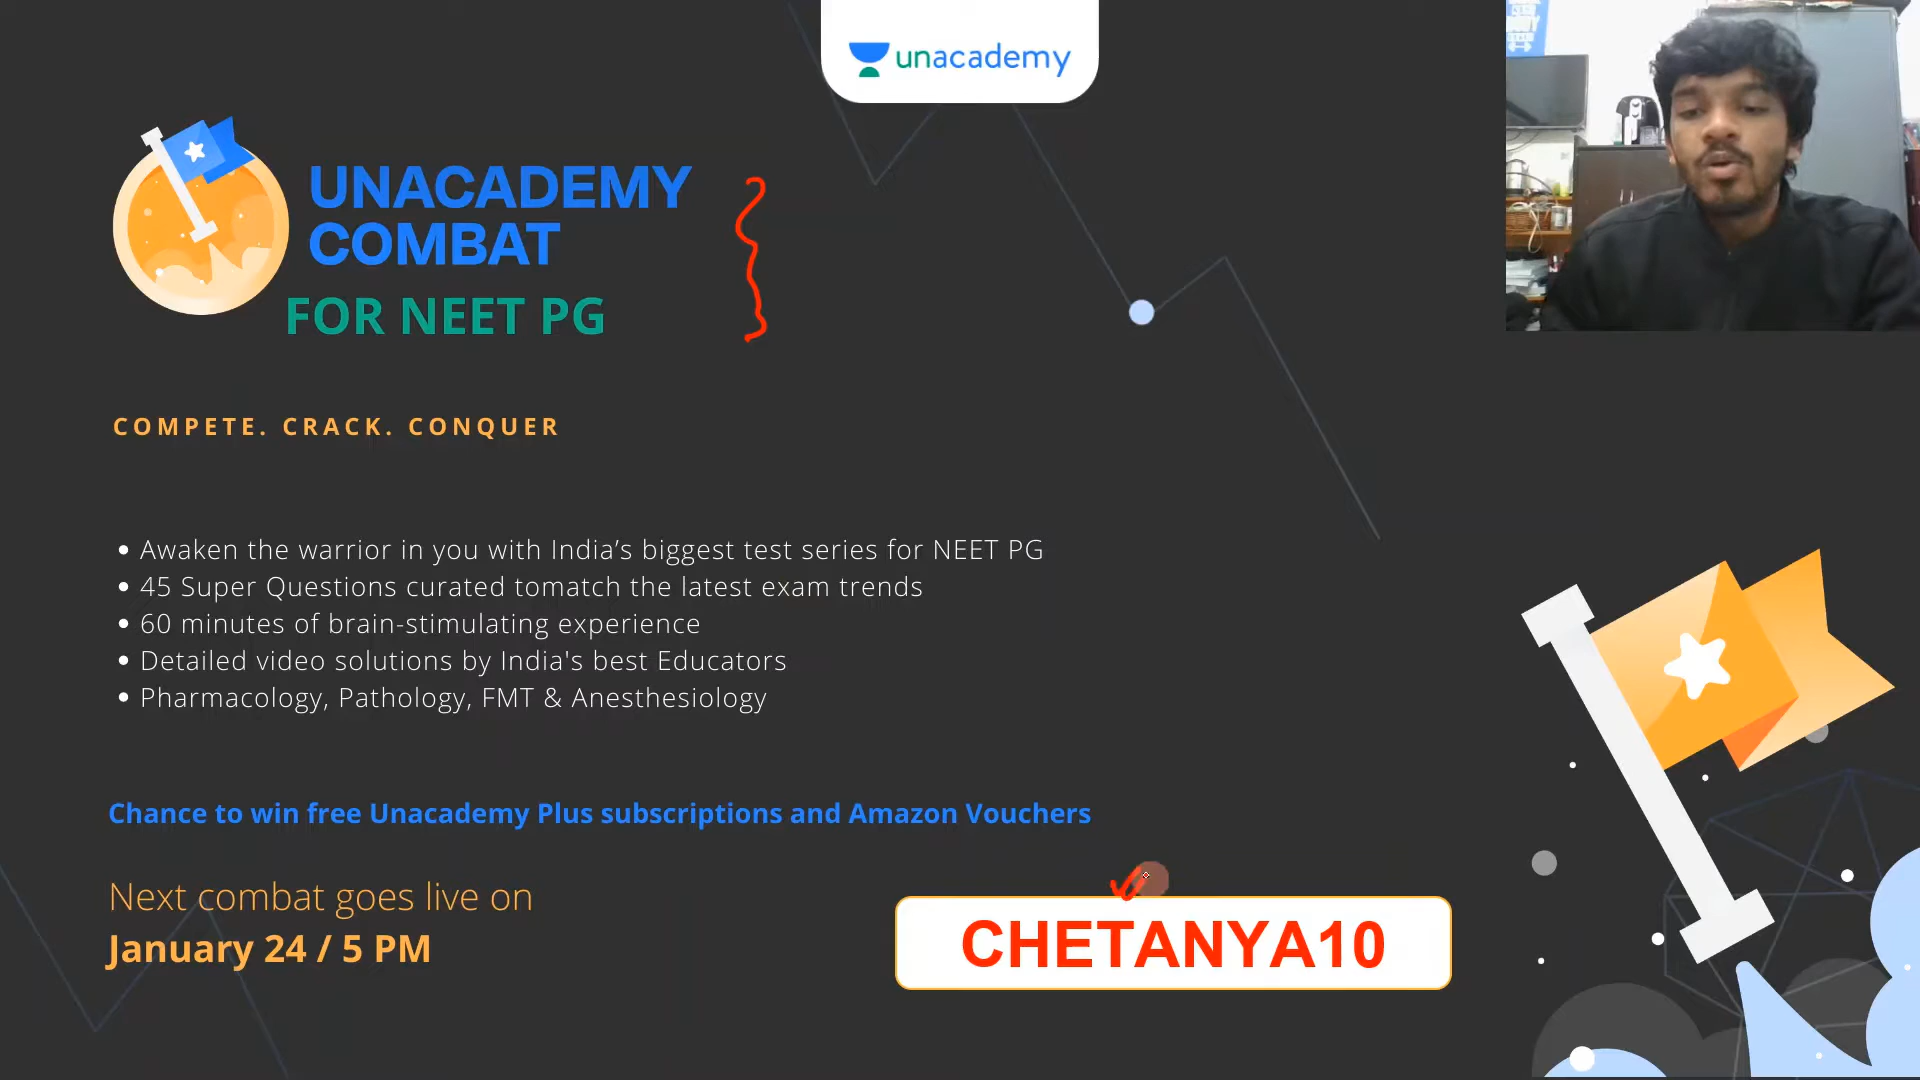 unacademy
UNACADEMY
COMBAT
FOR NEET PG
COMPETE. CRACK. CONQUER
• Awaken the warrior in you with India’s biggest test series for NEET PG
• 45 Super Questions curated tomatch the latest exam trends
• 60 minutes of brain-stimulating experience
• Detailed video solutions by India's best Educators
• Pharmacology, Pathology, FMT & Anesthesiology
Chance to win free Unacademy Plus subscriptions and Amazon Vouchers
Next combat goes live on
January 24 / 5 PM
CHETANYA10